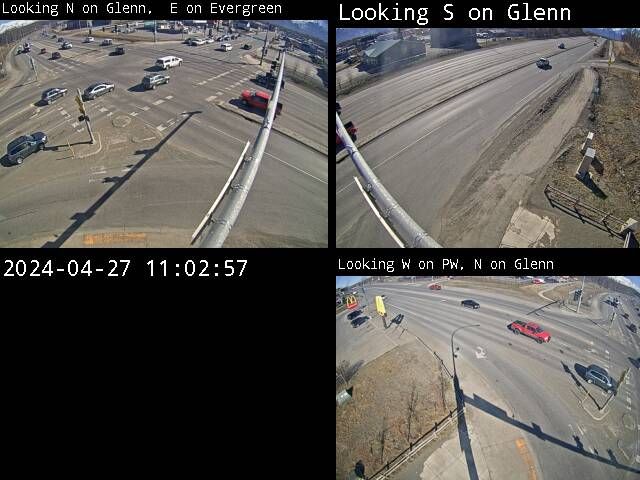 Looking N on Glenn, E on Evergreen
Looking S on Glenn
2024-04-27 11:02:57
Looking W on PW, N on Glenn